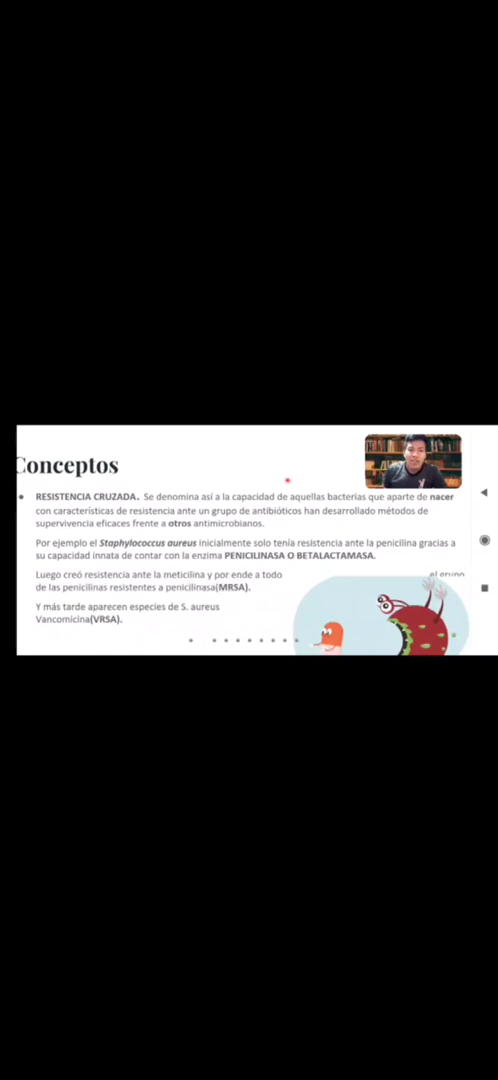 Conceptos
RESISTENCIA CRUZADA. Se denomina así a la capacidad de aquellas bacterias que aparte de nacer
con características de resistencia ante un grupo de antibióticos han desarrollado métodos de
supervivencia eficaces frente a otros antimicrobianos.
Por ejemplo el Staphylococcus aureus inicialmente solo tenía resistencia ante la penicilina gracias a
su capacidad innata de contar con la enzima PENICILINASA O BETALACTAMASA.
Luego creó resistencia ante la meticilina y por ende a todo el grupo
de las penicilinas resistentes a penicilinasa(MRSA).
Y más tarde aparecen especies de S. aureus
Vancomicina(VRSA).